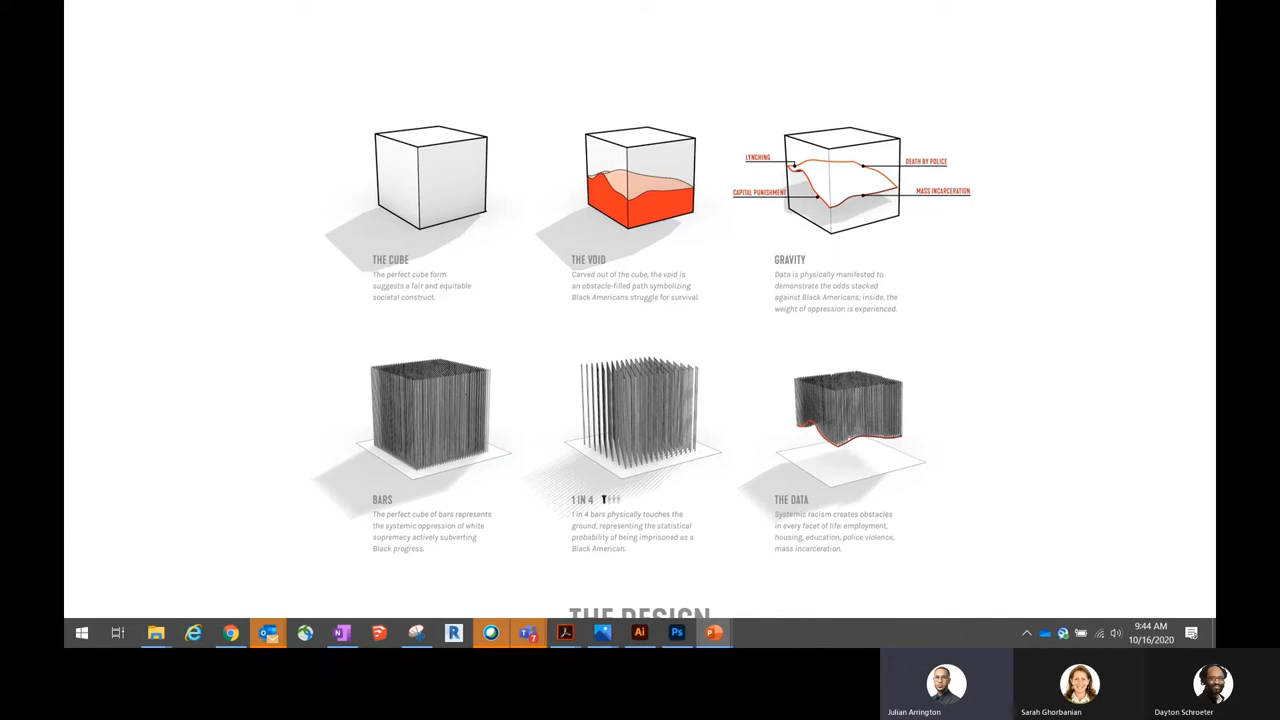 LYNCHING
DEATH BY POLICE
CAPITAL PUNISHMENT
MASS INCARCERATION
THE CUBE
The perfect cube form
suggests a fair and equitable
societal construct.
THE VOID
Carved out of the cube, the void is
an obstacle-filled path symbolizing
Black Americans struggle for survival.
GRAVITY
Data is physically manifested to
demonstrate the odds stacked
against Black Americans; inside, the
weight of oppression is experienced.
BARS
The perfect cube of bars represents
the systemic oppression of white
supremacy actively subverting
Black progress.
1 IN 4
1 in 4 bars physically touches the
ground, representing the statistical
probability of being imprisoned as a
Black American.
THE DATA
Systemic racism creates obstacles
in every facet of life: employment,
housing, education, police violence,
mass incarceration.
THE DESIGN
9:44 AM
10/16/2020
7
R
Ai
Ps
Julian Arrington
Sarah Ghorbanian
Dayton Schroeter